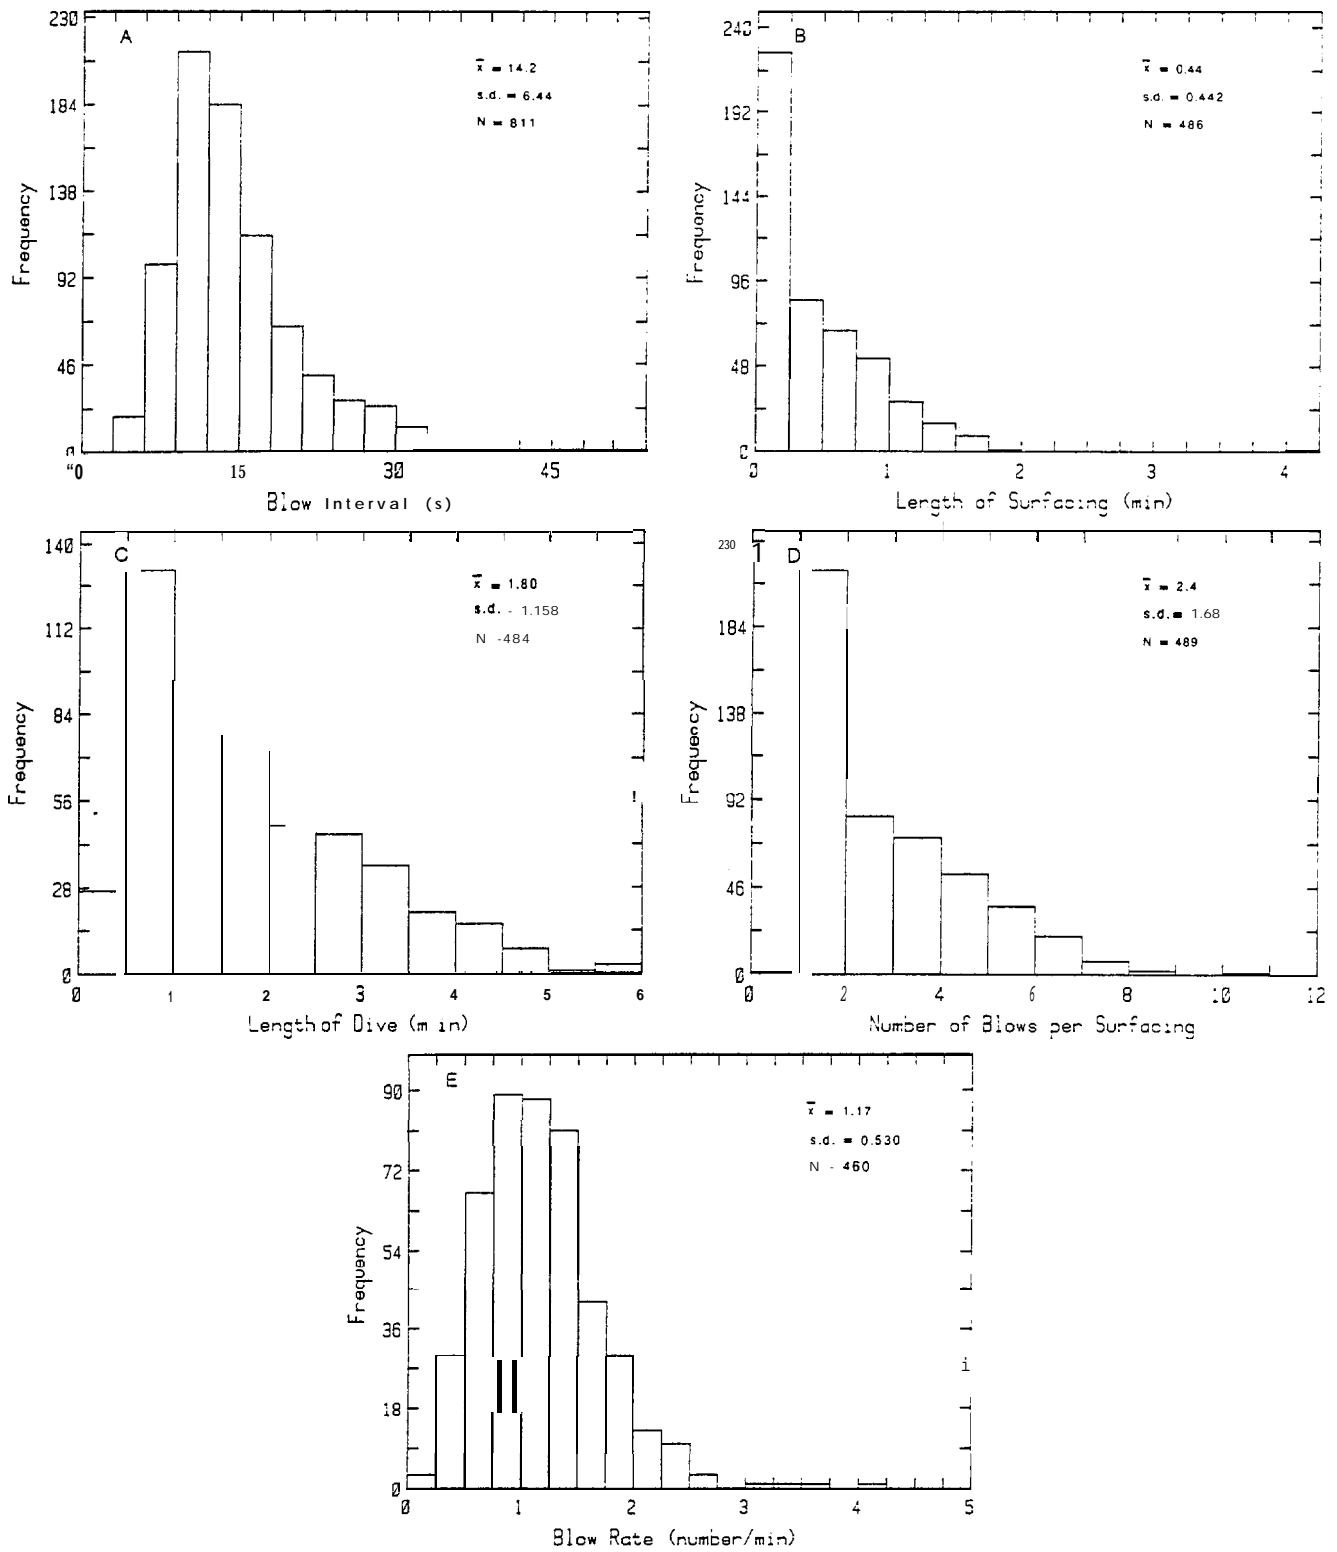 A
x̄ = 14.2
s.d. = 6.44
N = 811
230
184
138
92
46
0
Frequency
"0 15 30 45
Blow Interval (s)
B
x̄ = 0.44
s.d. = 0.442
N = 486
240
192
144
96
48
0
Frequency
0 1 2 3 4
Length of Surfacing (min)
C
x̄ = 1.80
s.d. - 1.158
N -484
140
112
84
56
28
0
Frequency
0 1 2 3 4 5 6
Length of Dive (m in)
D
x̄ = 2.4
s.d. = 1.68
N = 489
230
184
138
92
46
0
Frequency
0 2 4 6 8 10 12
Number of Blows per Surfacing
E
x̄ = 1.17
s.d. = 0.530
N - 460
90
72
54
36
18
0
Frequency
0 1 2 3 4 5
Blow Rate (number/min)